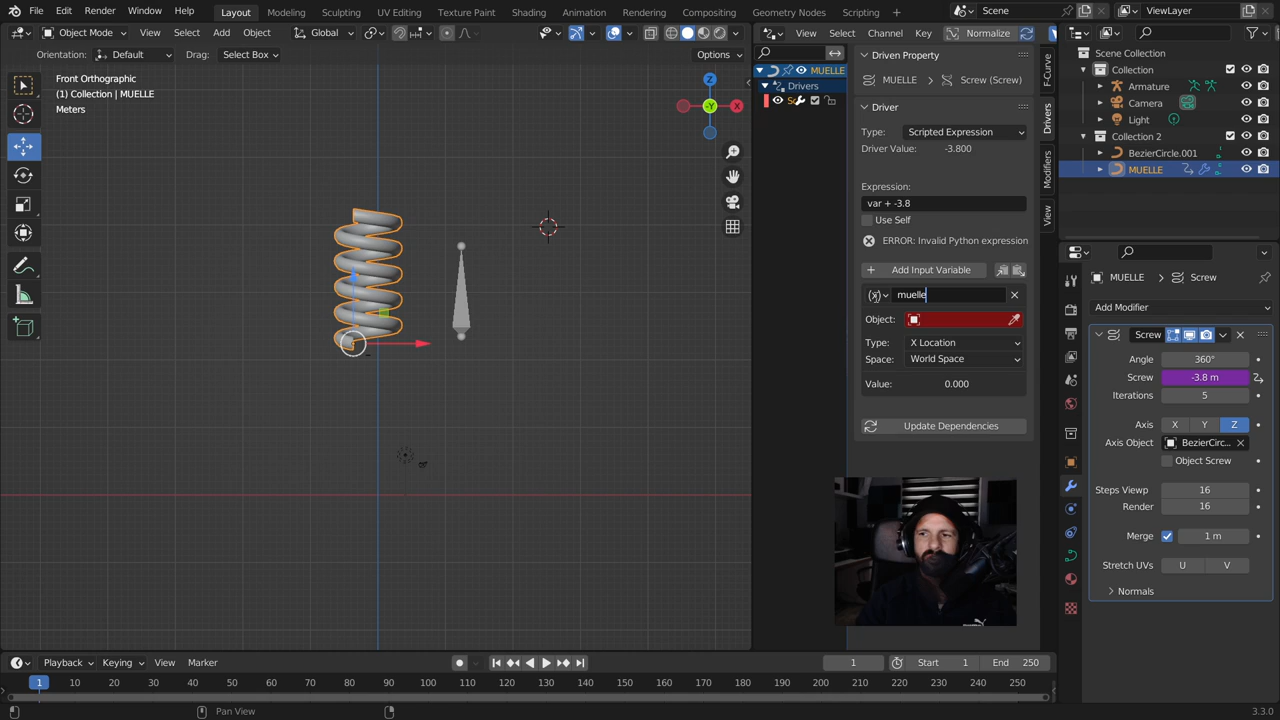 File Edit Render Window Help Layout Modeling Sculpting UV Editing Texture Paint Shading Animation Rendering Compositing Geometry Nodes Scripting + Scene ViewLayer
Object Mode View Select Add Object Global View Select Channel Key Normalize
Orientation: Default Drag: Select Box Options
Front Orthographic
(1) Collection | MUELLE
Meters
Z
-Y
X
MUELLE
Drivers
Sc
Driven Property
MUELLE Screw (Screw)
Driver
Type: Scripted Expression
Driver Value: -3.800
Expression:
var + -3.8
Use Self
ERROR: Invalid Python expression
Add Input Variable
(x) muelle
Object:
Type: X Location
Space: World Space
Value: 0.000
Update Dependencies
F-Curve
Drivers
Modifiers
View
Scene Collection
Collection
Armature
Camera
Light
Collection 2
BezierCircle.001
MUELLE
MUELLE Screw
Add Modifier
Screw
Angle 360°
Screw -3.8 m
Iterations 5
Axis X Y Z
Axis Object BezierCirc...
Object Screw
Steps Viewp 16
Render 16
Merge 1 m
Stretch UVs U V
Normals
Playback Keying View Marker 1 Start 1 End 250
1 10 20 30 40 50 60 70 80 90 100 110 120 130 140 150 160 170 180 190 200 210 220 230 240 250
Pan View 3.3.0